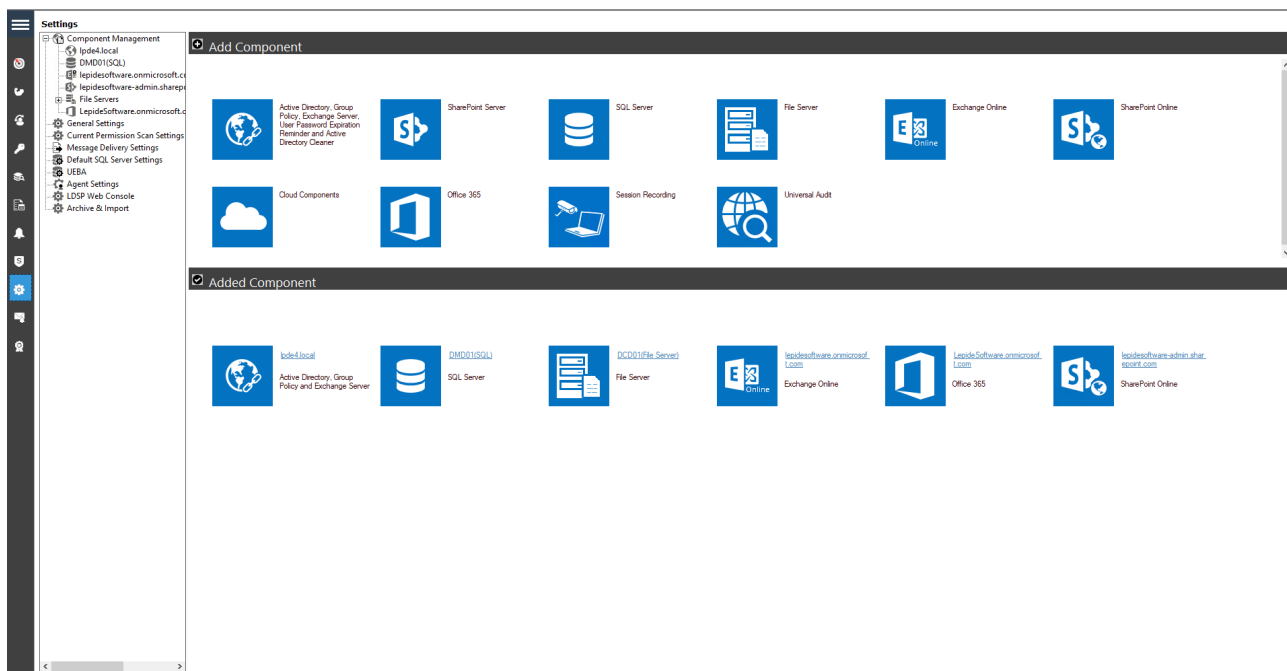 Settings
Component Management
lpde4.local
DMD01(SQL)
lepidesoftware.onmicrosoft.c
lepidesoftware-admin.sharep
File Servers
LepideSoftware.onmicrosoft.c
General Settings
Current Permission Scan Settings
Message Delivery Settings
Default SQL Server Settings
UEBA
Agent Settings
LDSP Web Console
Archive & Import
Add Component
Active Directory, Group
Policy, Exchange Server,
User Password Expiration
Reminder and Active
Directory Cleaner
S
SharePoint Server
SQL Server
File Server
E
Online
Exchange Online
S
SharePoint Online
Cloud Components
Office 365
Session Recording
Universal Audit
Added Component
lpde4.local
Active Directory, Group
Policy and Exchange Server
DMD01(SQL)
SQL Server
DCD01(File Server)
File Server
E
Online
lepidesoftware.onmicrosof
t.com
Exchange Online
LepideSoftware.onmicrosof
t.com
Office 365
S
lepidesoftware-admin.shar
epoint.com
SharePoint Online